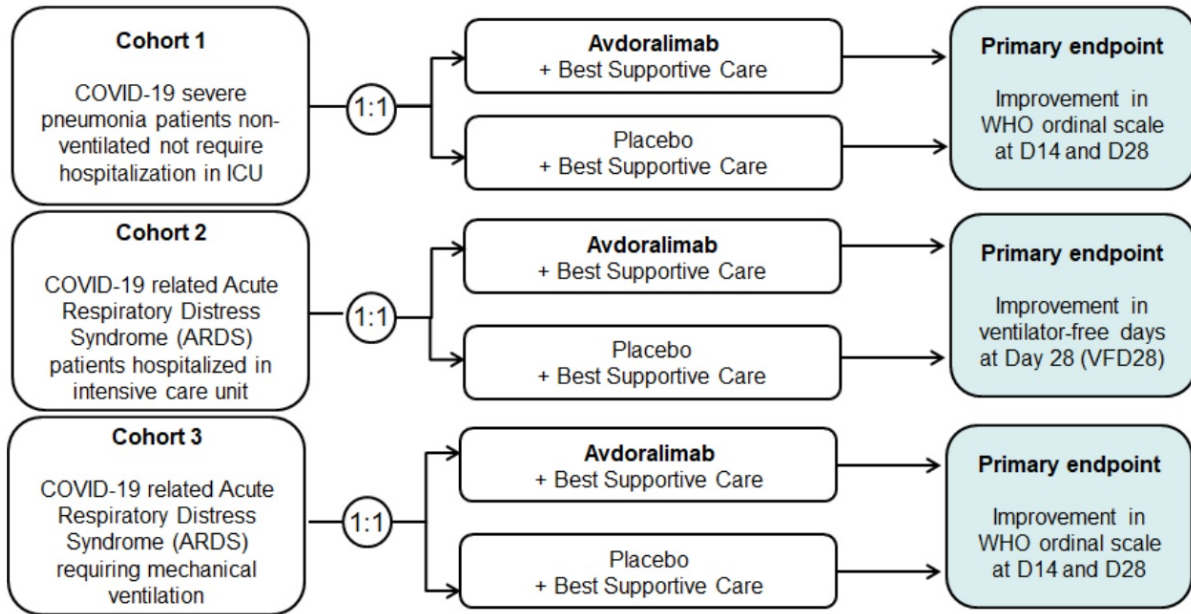 Cohort 1
COVID-19 severe
pneumonia patients non-
ventilated not require
hospitalization in ICU
1:1
Avdoralimab
+ Best Supportive Care
Placebo
+ Best Supportive Care
Primary endpoint
Improvement in
WHO ordinal scale
at D14 and D28
Cohort 2
COVID-19 related Acute
Respiratory Distress
Syndrome (ARDS)
patients hospitalized in
intensive care unit
1:1
Avdoralimab
+ Best Supportive Care
Placebo
+ Best Supportive Care
Primary endpoint
Improvement in
ventilator-free days
at Day 28 (VFD28)
Cohort 3
COVID-19 related Acute
Respiratory Distress
Syndrome (ARDS)
requiring mechanical
ventilation
1:1
Avdoralimab
+ Best Supportive Care
Placebo
+ Best Supportive Care
Primary endpoint
Improvement in
WHO ordinal scale
at D14 and D28